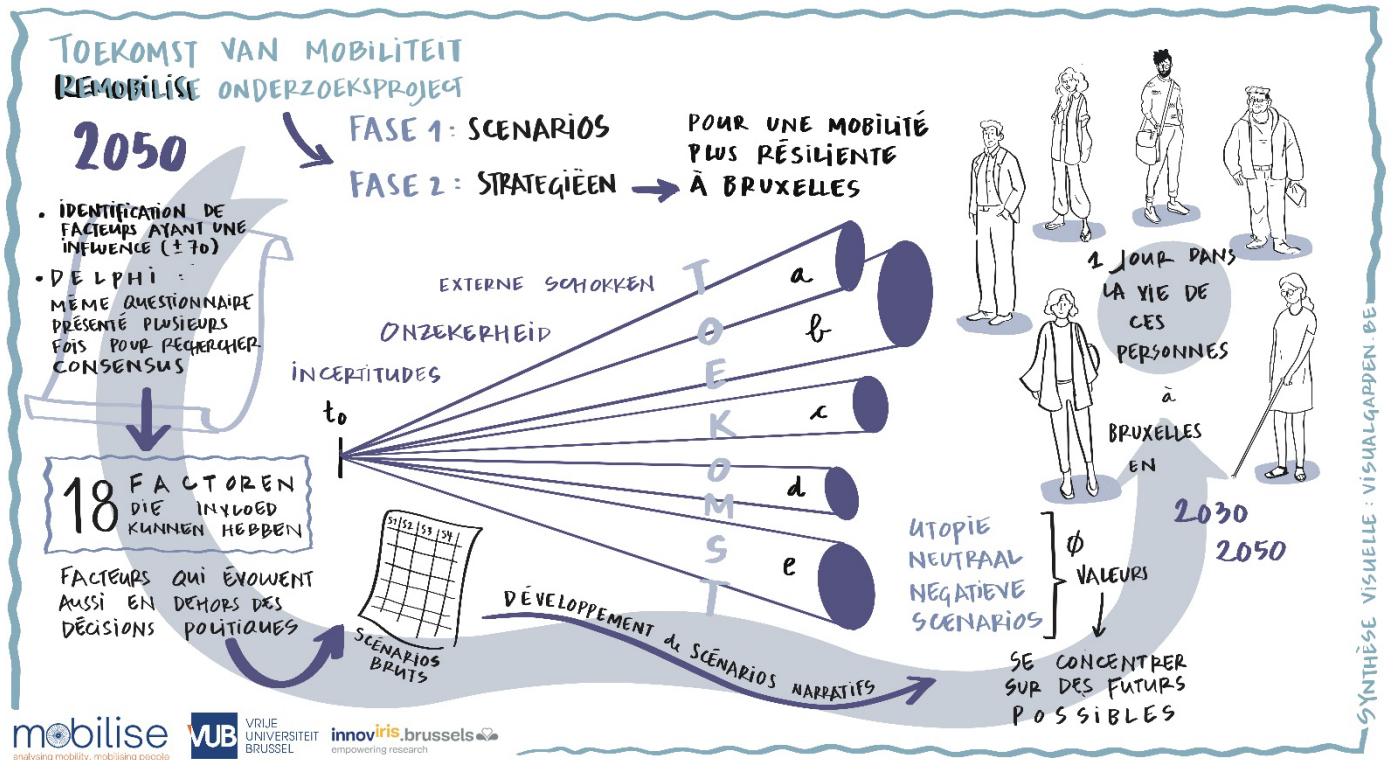 TOEKOMST VAN MOBILITEIT
REMOBILISE ONDERZOEKSPROJECT
2050
FASE 1: SCENARIOS
FASE 2: STRATEGIËEN
POUR UNE MOBILITÉ
PLUS RÉSILIENTE
À BRUXELLES
• IDENTIFICATION DE
FACTEURS AYANT UNE
INFLUENCE (± 70)
• DELPHI :
MÊME QUESTIONNAIRE
PRÉSENTÉ PLUSIEURS
FOIS POUR RECHERCHER
CONSENSUS
18 FACTOREN
DIE INVLOED
KUNNEN HEBBEN
FACTEURS QUI ÉVOLUENT
AUSSI EN DEHORS DES
DÉCISIONS POLITIQUES
S1 S2 S3 S4
SCÉNARIOS
BRUTS
EXTERNE SCHOKKEN
ONZEKERHEID
INCERTITUDES
t0
TOEKOMST
a
b
c
d
e
DÉVELOPPEMENT de SCÉNARIOS NARRATIFS
UTOPIE
NEUTRAAL
NEGATIEVE
SCENARIOS
Ø
VALEURS
SE CONCENTRER
SUR DES FUTURS
POSSIBLES
1 JOUR DANS
LA VIE DE
CES
PERSONNES
à
BRUXELLES
EN
2030
2050
SYNTHÈSE VISUELLE : VISUALGARDEN.BE
mobilise
analysing mobility, mobilising people
VUB
VRIJE
UNIVERSITEIT
BRUSSEL
innoviris.brussels
empowering research